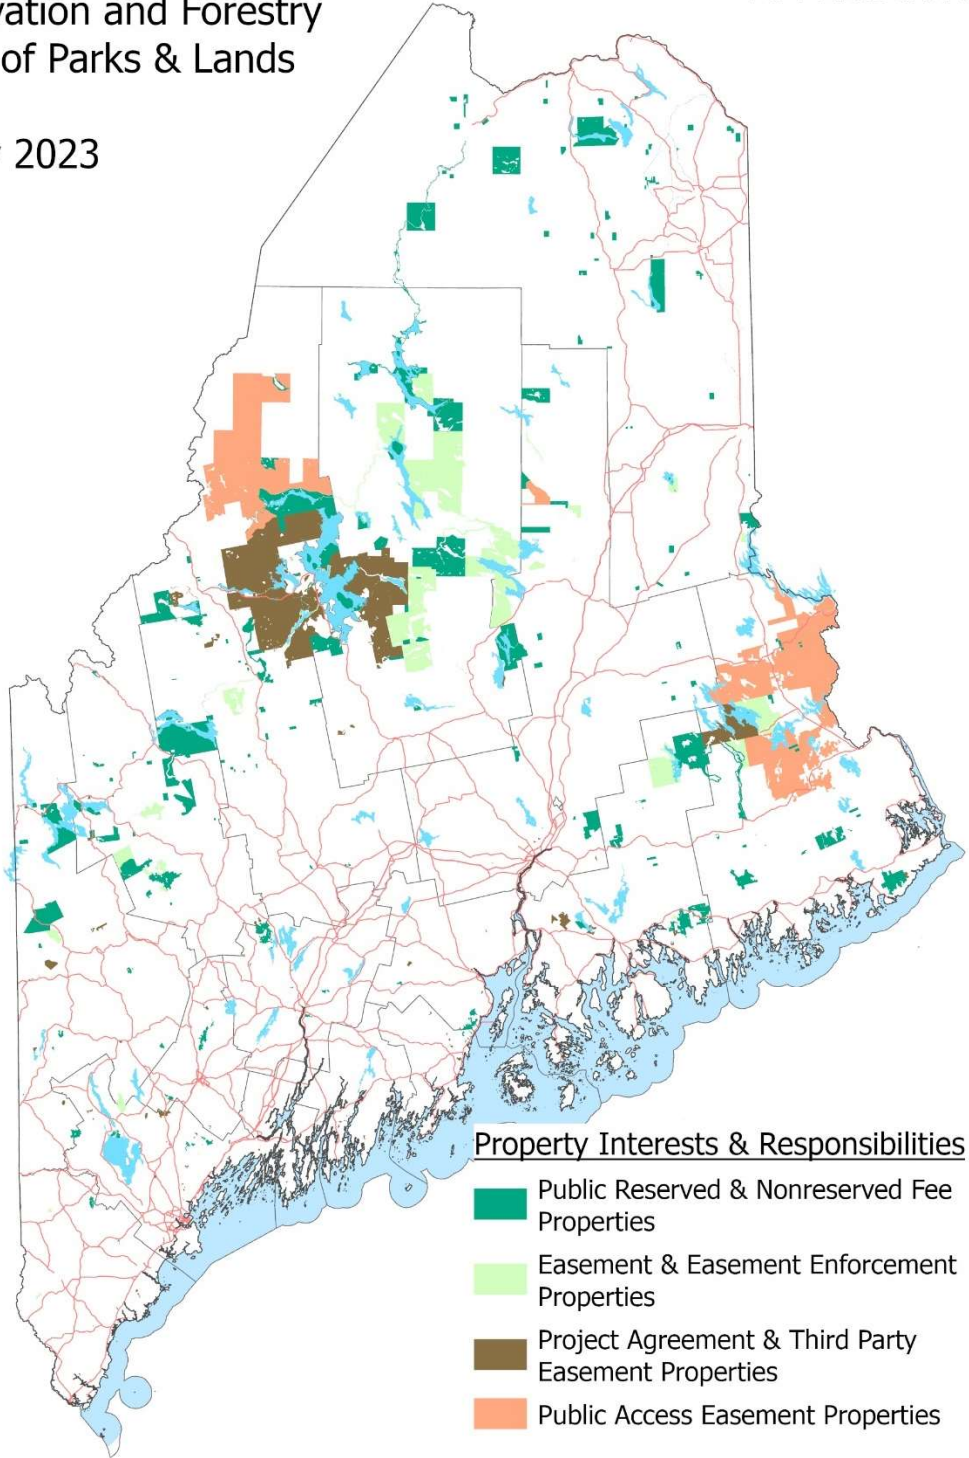 vation and Forestry
of Parks & Lands
2023
Property Interests & Responsibilities
Public Reserved & Nonreserved Fee
Properties
Easement & Easement Enforcement
Properties
Project Agreement & Third Party
Easement Properties
Public Access Easement Properties